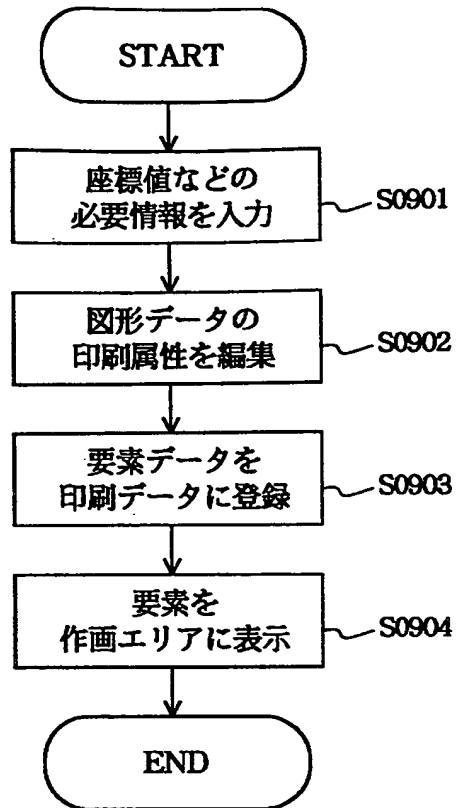 START
座標値などの
必要情報を入力
S0901
図形データの
印刷属性を編集
S0902
要素データを
印刷データに登録
S0903
要素を
作画エリアに表示
S0904
END